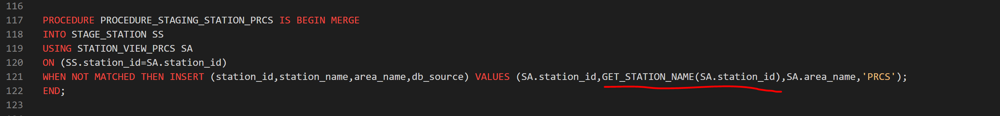 116
117 PROCEDURE PROCEDURE_STAGING_STATION_PRCS IS BEGIN MERGE
118 INTO STAGE_STATION SS
119 USING STATION_VIEW_PRCS SA
120 ON (SS.station_id=SA.station_id)
121 WHEN NOT MATCHED THEN INSERT (station_id,station_name,area_name,db_source) VALUES (SA.station_id,GET_STATION_NAME(SA.station_id),SA.area_name,'PRCS');
122 END;
123